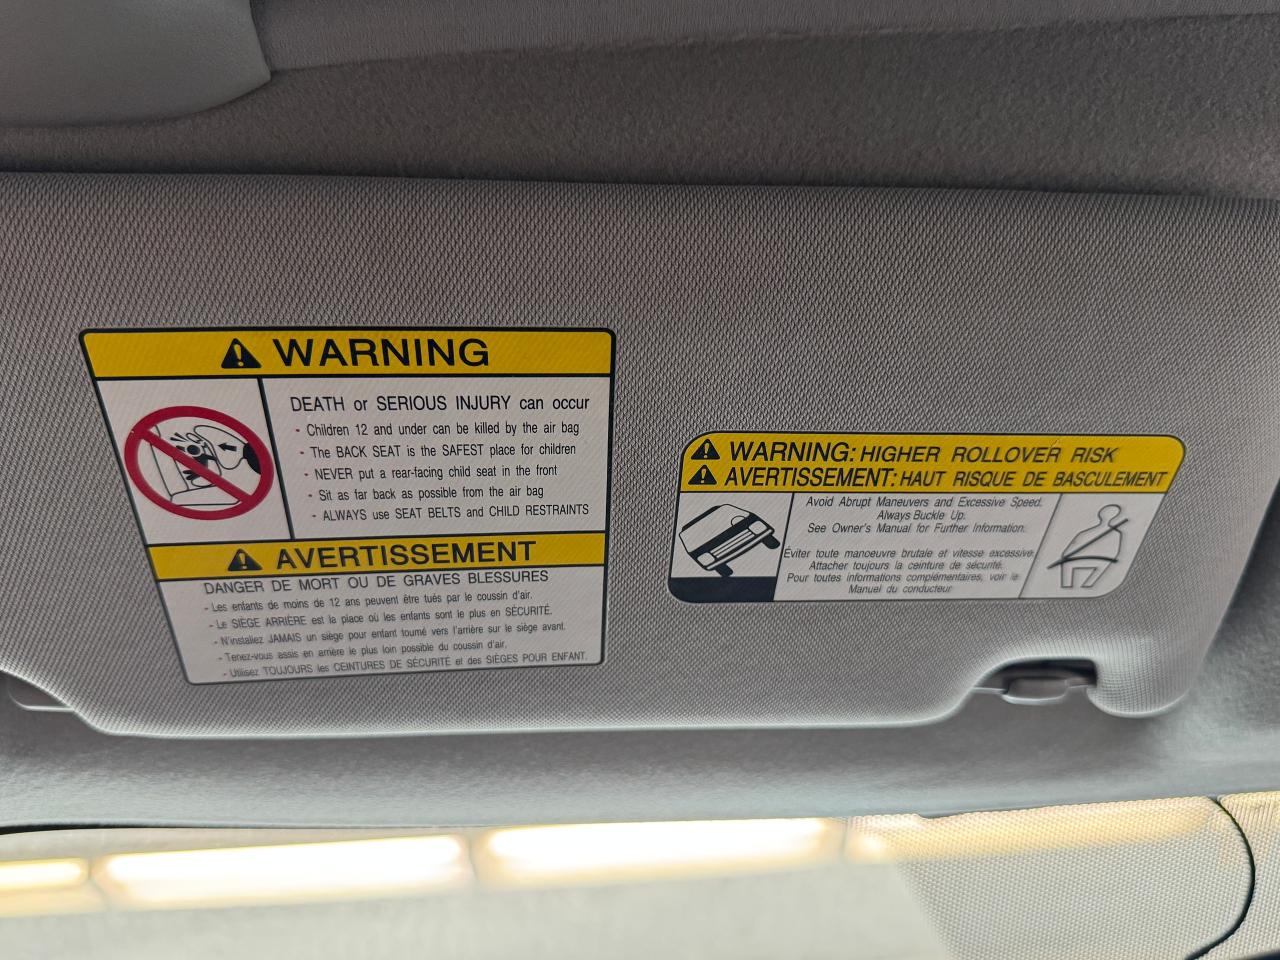 WARNING
DEATH or SERIOUS INJURY can occur
· Children 12 and under can be killed by the air bag
· The BACK SEAT is the SAFEST place for children
· NEVER put a rear-facing child seat in the front
· Sit as far back as possible from the air bag
· ALWAYS use SEAT BELTS and CHILD RESTRAINTS
AVERTISSEMENT
DANGER DE MORT OU DE GRAVES BLESSURES
- Les enfants de moins de 12 ans peuvent être tués par le coussin d'air.
- Le SIÈGE ARRIÈRE est la place où les enfants sont le plus en SÉCURITÉ.
- N'installez JAMAIS un siège pour enfant tourné vers l'arrière sur le siège avant.
- Tenez-vous assis en arrière le plus loin possible du coussin d'air.
- Utilisez TOUJOURS les CEINTURES DE SÉCURITÉ et des SIÈGES POUR ENFANT.
WARNING: HIGHER ROLLOVER RISK
AVERTISSEMENT: HAUT RISQUE DE BASCULEMENT
Avoid Abrupt Maneuvers and Excessive Speed.
Always Buckle Up.
See Owner's Manual for Further Information.
Éviter toute manoeuvre brutale et vitesse excessive.
Attacher toujours la ceinture de sécurité.
Pour toutes informations complémentaires, voir le
Manuel du conducteur